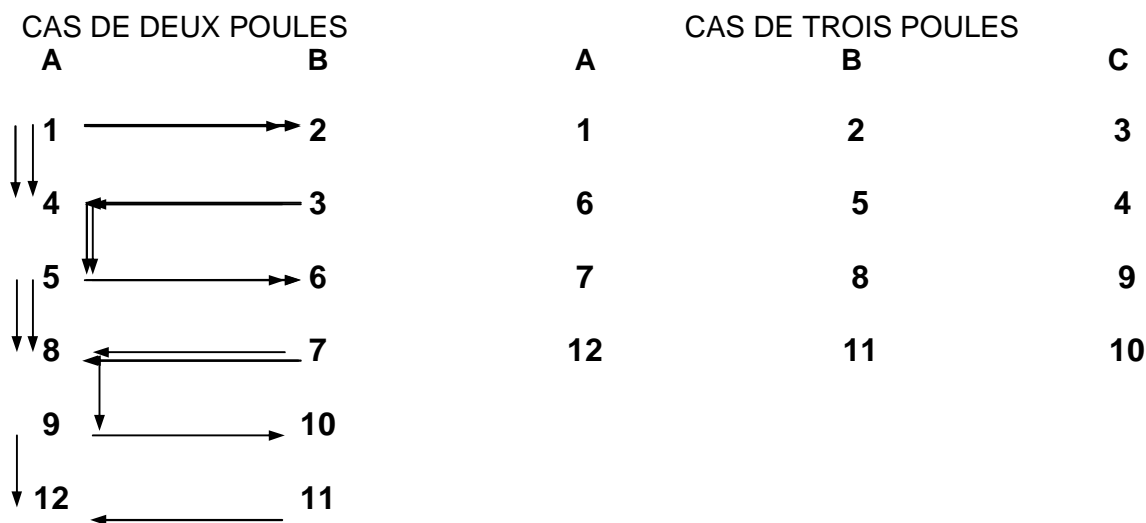 CAS DE DEUX POULES CAS DE TROIS POULES
A B A B C
1 2 1 2 3
4 3 6 5 4
5 6 7 8 9
8 7 12 11 10
9 10
12 11